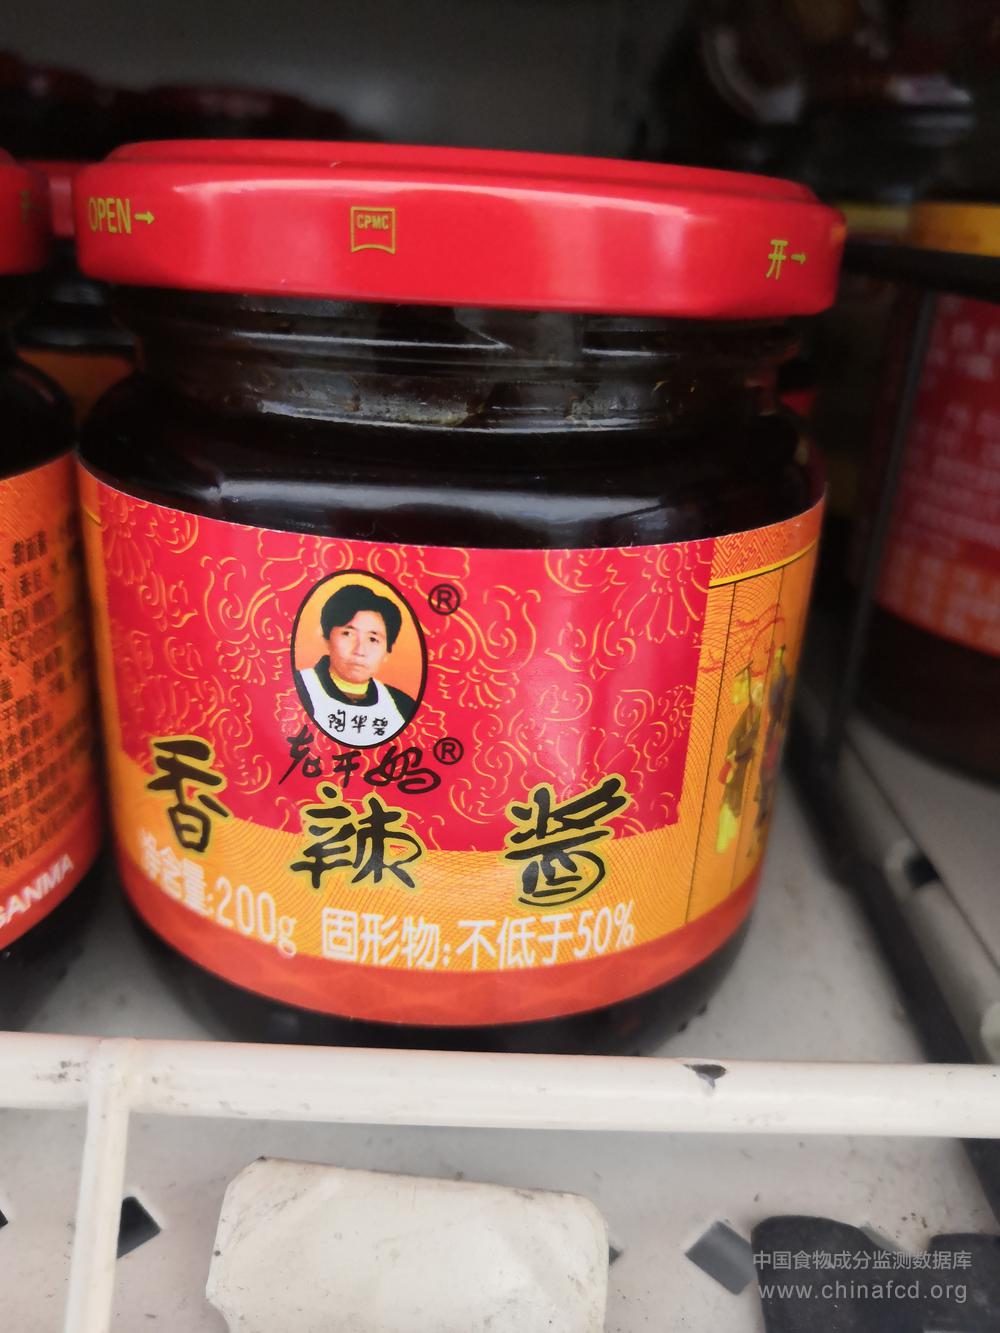 OPEN→
CPMC
开→
®
陶华碧
老干妈®
香辣酱
净含量:200g 固形物:不低于50%
SANMA
中国食物成分监测数据库
www.chinafcd.org